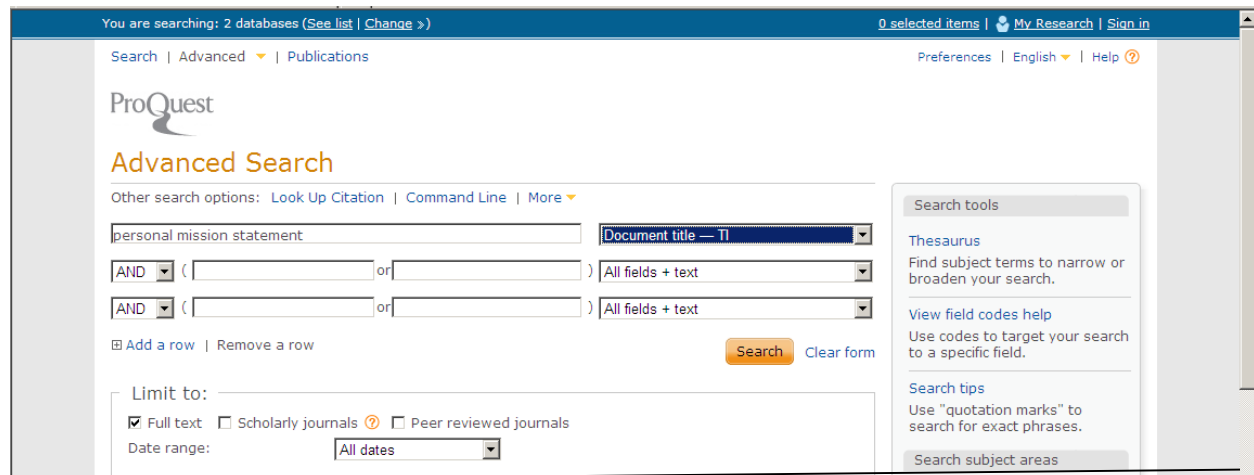 You are searching: 2 databases (See list | Change »)
0 selected items | My Research | Sign in
Search | Advanced | Publications
Preferences | English | Help ?
ProQuest
Advanced Search
Other search options: Look Up Citation | Command Line | More
personal mission statement Document title — TI
AND ( or ) All fields + text
AND ( or ) All fields + text
Add a row | Remove a row
Search Clear form
Limit to:
Full text Scholarly journals ? Peer reviewed journals
Date range: All dates
Search tools
Thesaurus
Find subject terms to narrow or
broaden your search.
View field codes help
Use codes to target your search
to a specific field.
Search tips
Use "quotation marks" to
search for exact phrases.
Search subject areas